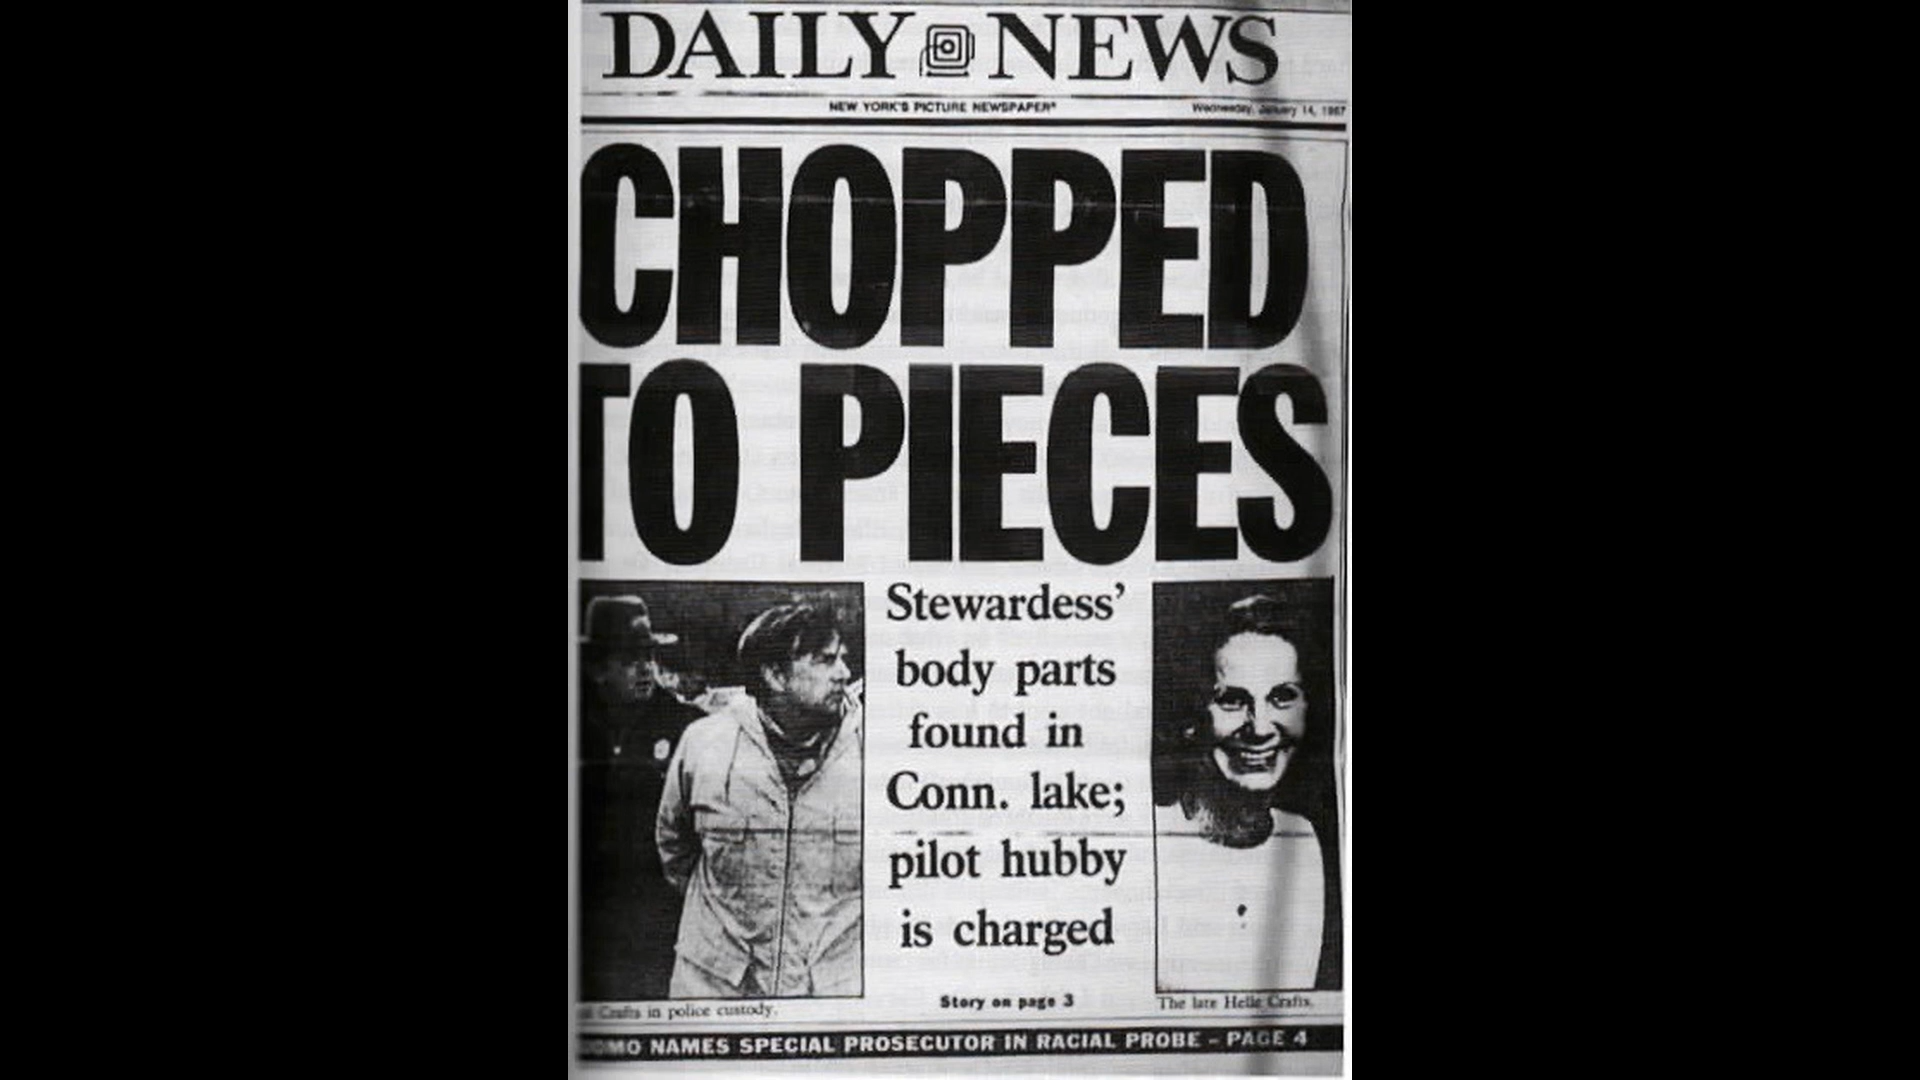 DAILY NEWS
NEW YORK'S PICTURE NEWSPAPER®
Wednesday, January 14, 1987
CHOPPED
TO PIECES
Stewardess'
body parts
found in
Conn. lake;
pilot hubby
is charged
Story on page 3
Crafts in police custody.
The late Helle Crafts.
OMO NAMES SPECIAL PROSECUTOR IN RACIAL PROBE – PAGE 4